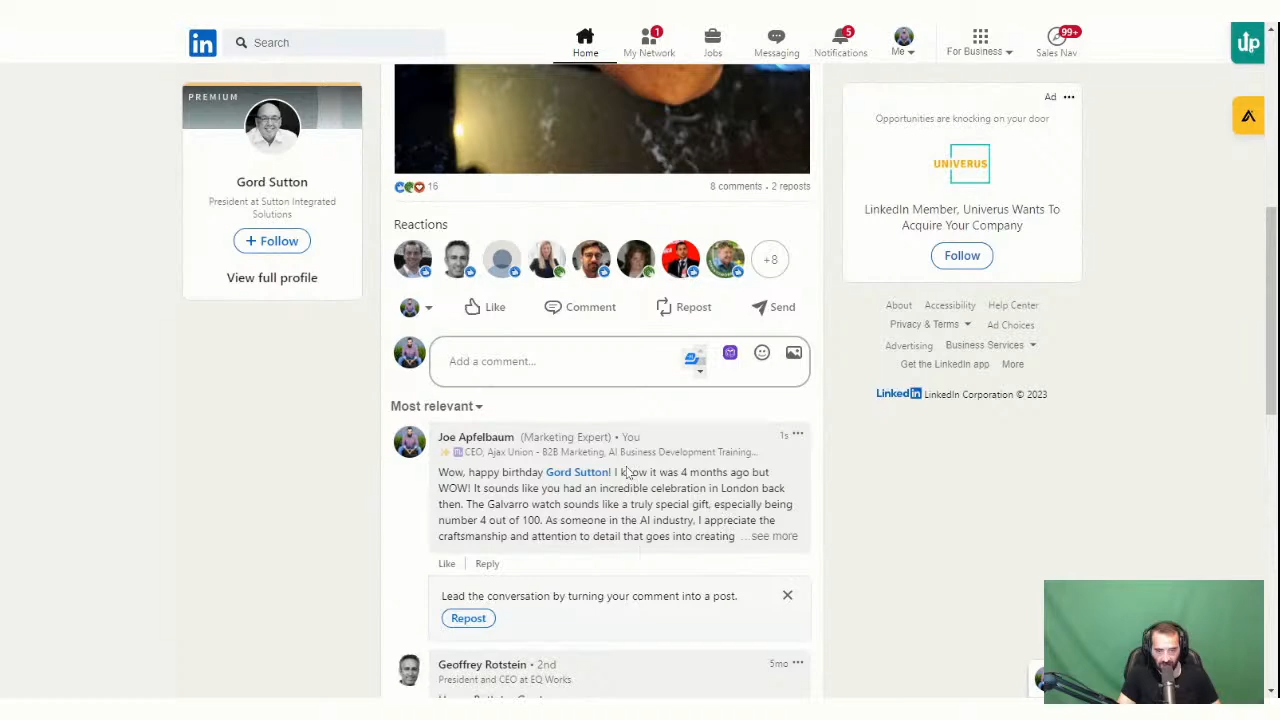 in
Search
Home
1
My Network
Jobs
Messaging
5
Notifications
Me
For Business
99+
Sales Nav
up
PREMIUM
Gord Sutton
President at Sutton Integrated
Solutions
+ Follow
View full profile
16
8 comments · 2 reposts
Reactions
+8
Like
Comment
Repost
Send
Add a comment...
Most relevant
Joe Apfelbaum (Marketing Expert) • You
1s
CEO, Ajax Union - B2B Marketing, AI Business Development Training...
Wow, happy birthday Gord Sutton! I know it was 4 months ago but
WOW! It sounds like you had an incredible celebration in London back
then. The Galvarro watch sounds like a truly special gift, especially being
number 4 out of 100. As someone in the AI industry, I appreciate the
craftsmanship and attention to detail that goes into creating ...see more
Like
Reply
Lead the conversation by turning your comment into a post.
Repost
Geoffrey Rotstein • 2nd
5mo
President and CEO at EQ Works
Ad
Opportunities are knocking on your door
UNIVERUS
LinkedIn Member, Univerus Wants To
Acquire Your Company
Follow
About Accessibility Help Center
Privacy & Terms Ad Choices
Advertising Business Services
Get the LinkedIn app More
Linkedin LinkedIn Corporation © 2023